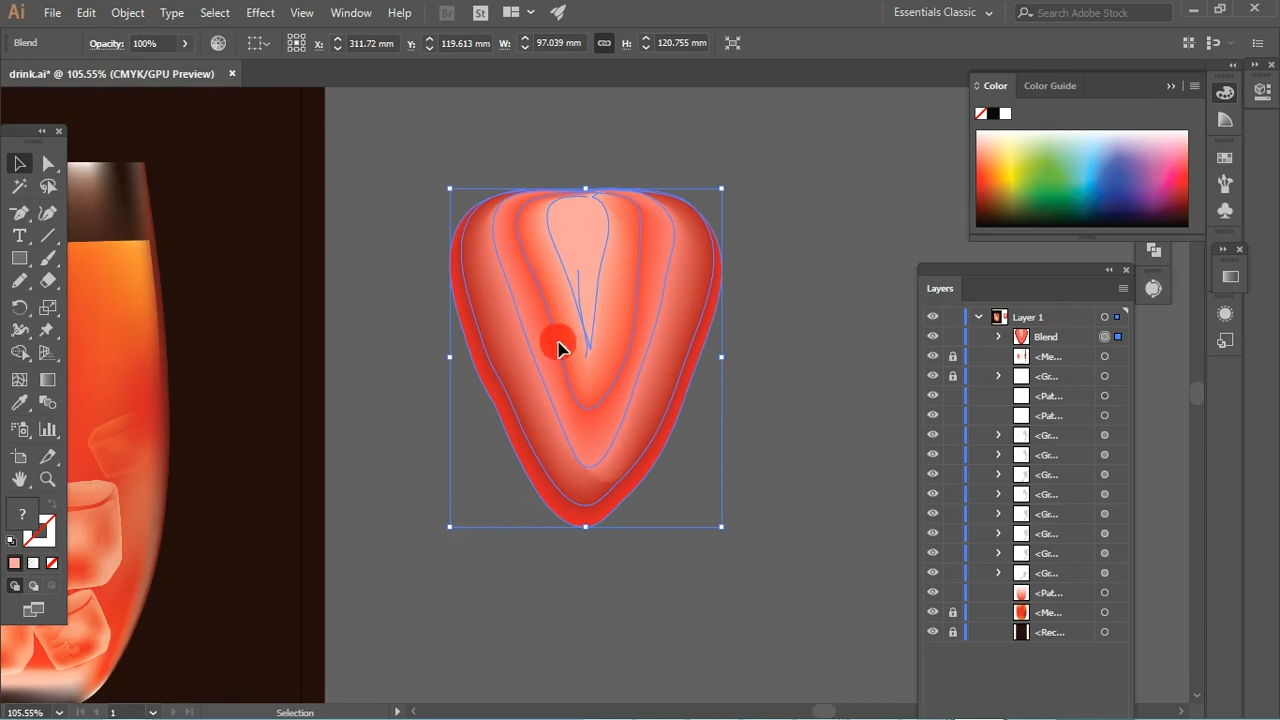 Ai File Edit Object Type Select Effect View Window Help Br St Essentials Classic Search Adobe Stock
Blend Opacity: 100% X: 311.72 mm Y: 119.613 mm W: 97.039 mm H: 120.755 mm
drink.ai* @ 105.55% (CMYK/GPU Preview)
Color Color Guide
Layers
Layer 1
Blend
<Me...
<Gr...
<Pat...
<Pat...
<Gr...
<Gr...
<Gr...
<Gr...
<Gr...
<Gr...
<Gr...
<Gr...
<Pat...
<Me...
<Rec...
?
105.55% 1 Selection